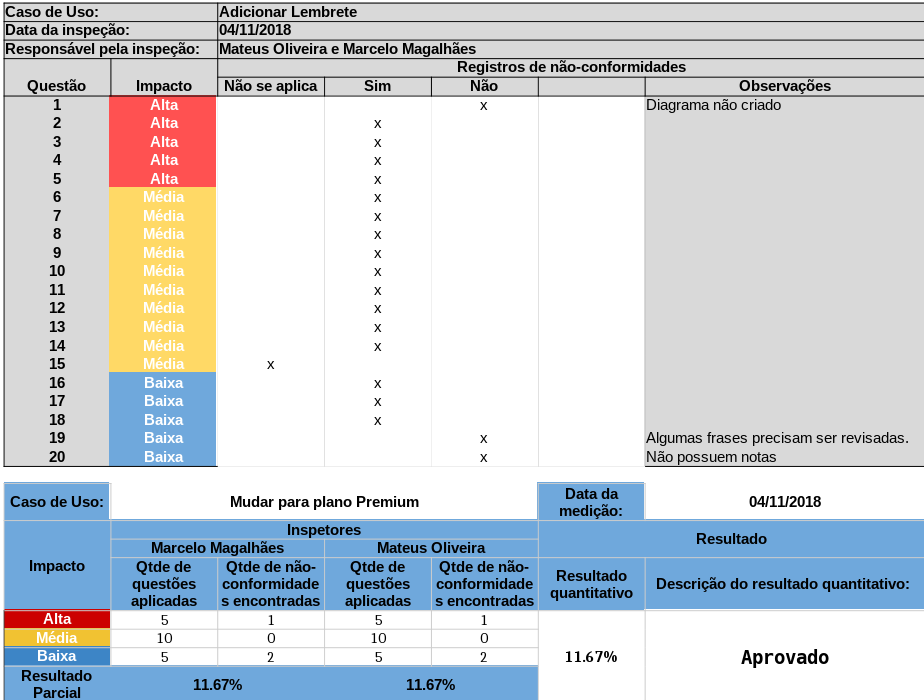 Caso de Uso: Adicionar Lembrete
Data da inspeção: 04/11/2018
Responsável pela inspeção: Mateus Oliveira e Marcelo Magalhães
Registros de não-conformidades
Questão Impacto Não se aplica Sim Não Observações
1 Alta x Diagrama não criado
2 Alta x
3 Alta x
4 Alta x
5 Alta x
6 Média x
7 Média x
8 Média x
9 Média x
10 Média x
11 Média x
12 Média x
13 Média x
14 Média x
15 Média x
16 Baixa x
17 Baixa x
18 Baixa x
19 Baixa x Algumas frases precisam ser revisadas.
20 Baixa x Não possuem notas
Caso de Uso: Mudar para plano Premium Data da medição: 04/11/2018
Inspetores
Resultado
Marcelo Magalhães Mateus Oliveira
Impacto
Qtde de questões aplicadas
Qtde de não-conformidades encontradas
Qtde de questões aplicadas
Qtde de não-conformidades encontradas
Resultado quantitativo
Descrição do resultado quantitativo:
Alta 5 1 5 1
Média 10 0 10 0
Baixa 5 2 5 2
11.67% Aprovado
Resultado Parcial 11.67% 11.67%